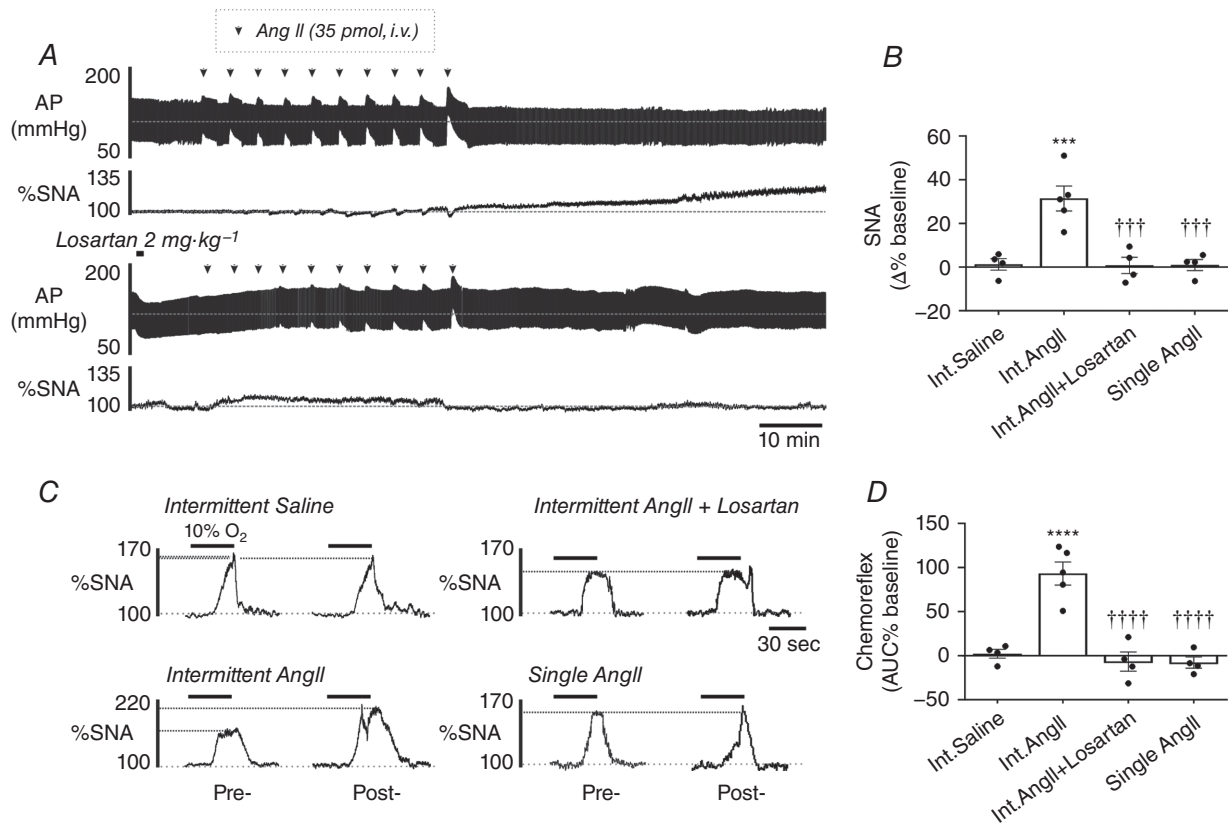 Ang II (35 pmol, i.v.)
A
200
AP
(mmHg)
50
135
%SNA
100
Losartan 2 mg·kg⁻¹
200
AP
(mmHg)
50
135
%SNA
100
10 min
B
60
40
20
0
−20
SNA
(Δ% baseline)
***
†††
†††
Int.Saline
Int.AngII
Int.AngII+Losartan
Single AngII
C
Intermittent Saline
10% O₂
170
%SNA
100
Intermittent AngII + Losartan
170
%SNA
100
30 sec
Intermittent AngII
220
%SNA
100
Pre-
Post-
Single AngII
170
%SNA
100
Pre-
Post-
D
150
100
50
0
−50
Chemoreflex
(AUC% baseline)
****
††††
††††
Int.Saline
Int.AngII
Int.AngII+Losartan
Single AngII